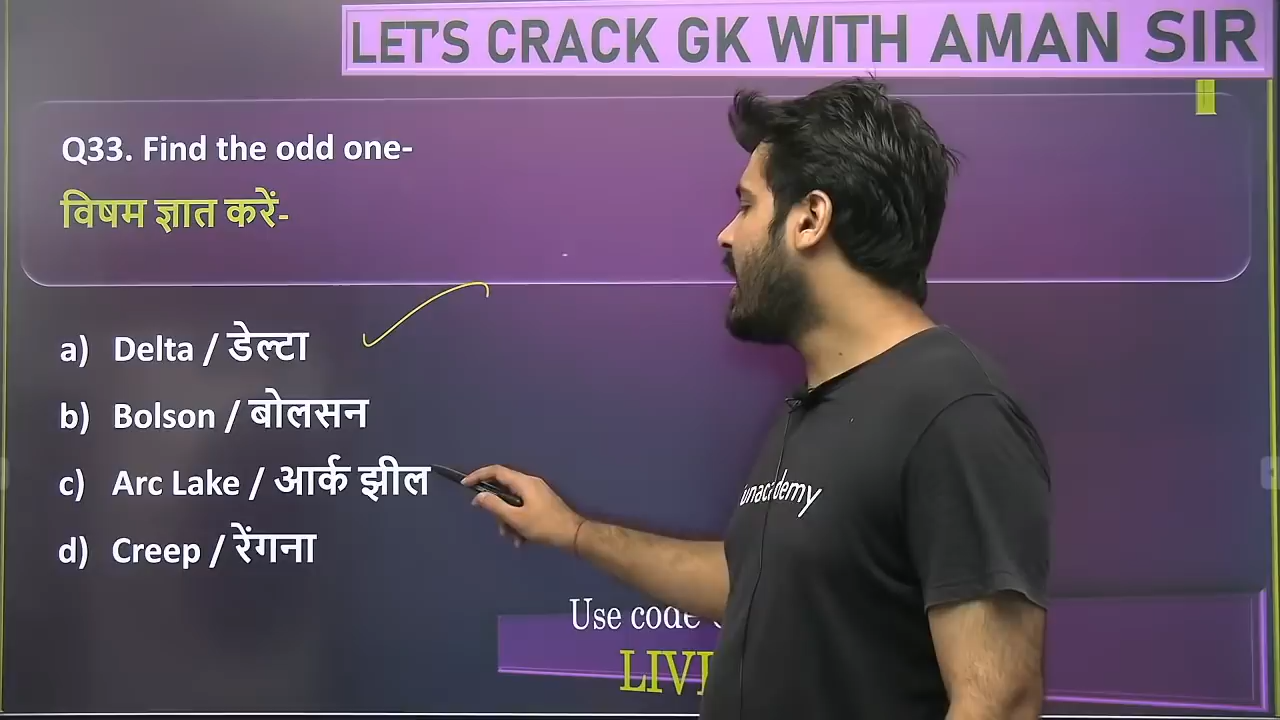 LET'S CRACK GK WITH AMAN SIR
Q33. Find the odd one-
विषम ज्ञात करें-
a) Delta / डेल्टा
b) Bolson / बोलसन
c) Arc Lake / आर्क झील
d) Creep / रेंगना
unacademy
Use code